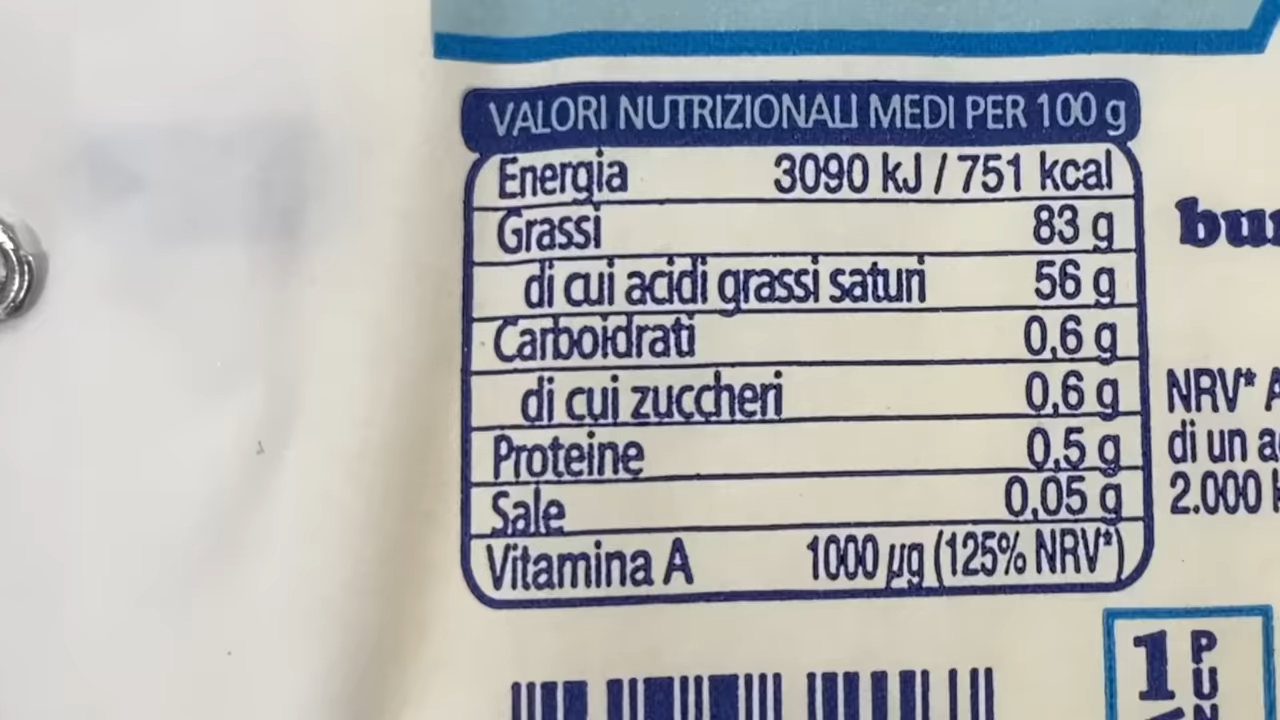 VALORI NUTRIZIONALI MEDI PER 100 g
Energia 3090 kJ / 751 kcal
Grassi 83 g
di cui acidi grassi saturi 56 g
Carboidrati 0,6 g
di cui zuccheri 0,6 g
Proteine 0,5 g
Sale 0,05 g
Vitamina A 1000 µg (125% NRV*)
NRV*
di un
2.000
1